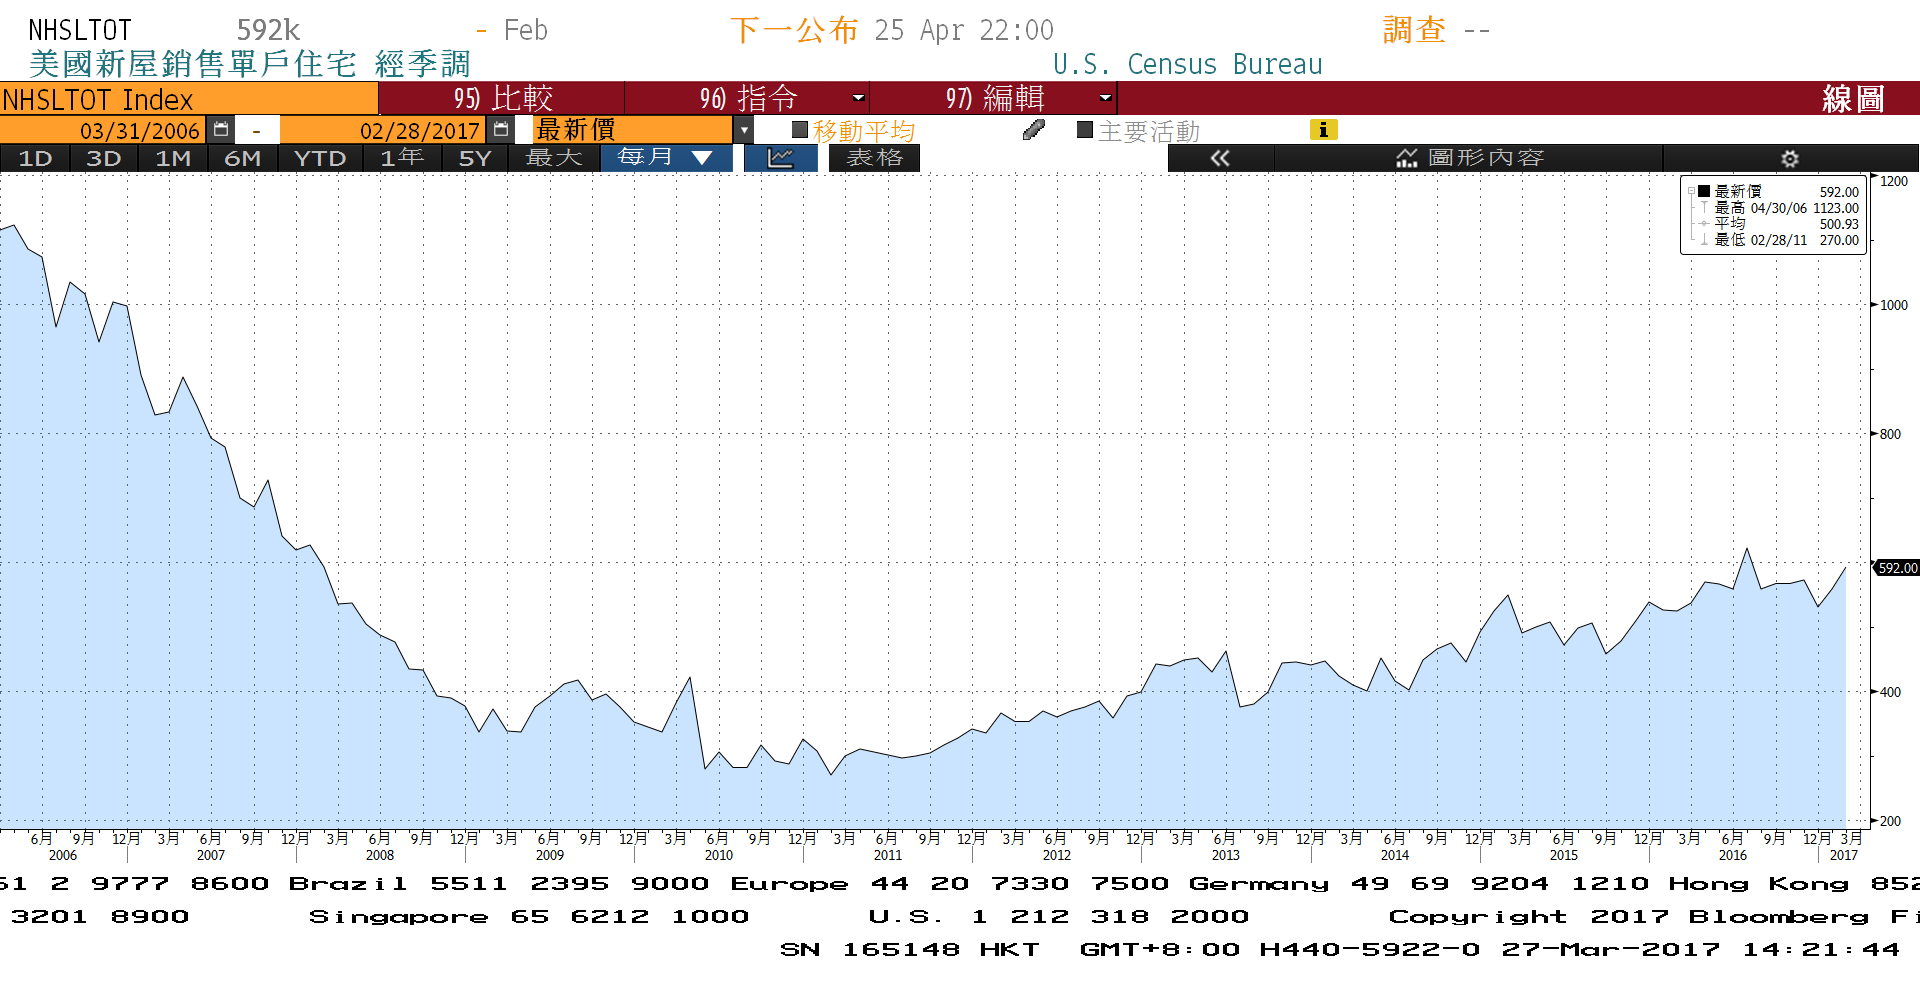 NHSLTOT 592k - Feb 下一公布 25 Apr 22:00 調查 --
美國新屋銷售單戶住宅 經季調 U.S. Census Bureau
NHSLTOT Index 95) 比較 96) 指令 97) 編輯 線圖
03/31/2006 - 02/28/2017 最新價 移動平均 主要活動 i
1D 3D 1M 6M YTD 1年 5Y 最大 每月 ▼ 表格 « 圖形內容
最新價 592.00
最高 04/30/06 1123.00
平均 500.93
最低 02/28/11 270.00
1200
1000
800
592.00
400
200
6月 9月 12月 3月 6月 9月 12月 3月 6月 9月 12月 3月 6月 9月 12月 3月 6月 9月 12月 3月 6月 9月 12月 3月 6月 9月 12月 3月 6月 9月 12月 3月 6月 9月 12月 3月 6月 9月 12月 3月 6月 9月 12月 3月
2006 2007 2008 2009 2010 2011 2012 2013 2014 2015 2016 2017
61 2 9777 8600 Brazil 5511 2395 9000 Europe 44 20 7330 7500 Germany 49 69 9204 1210 Hong Kong 852
3201 8900 Singapore 65 6212 1000 U.S. 1 212 318 2000 Copyright 2017 Bloomberg Fi
SN 165148 HKT GMT+8:00 H440-5922-0 27-Mar-2017 14:21:44